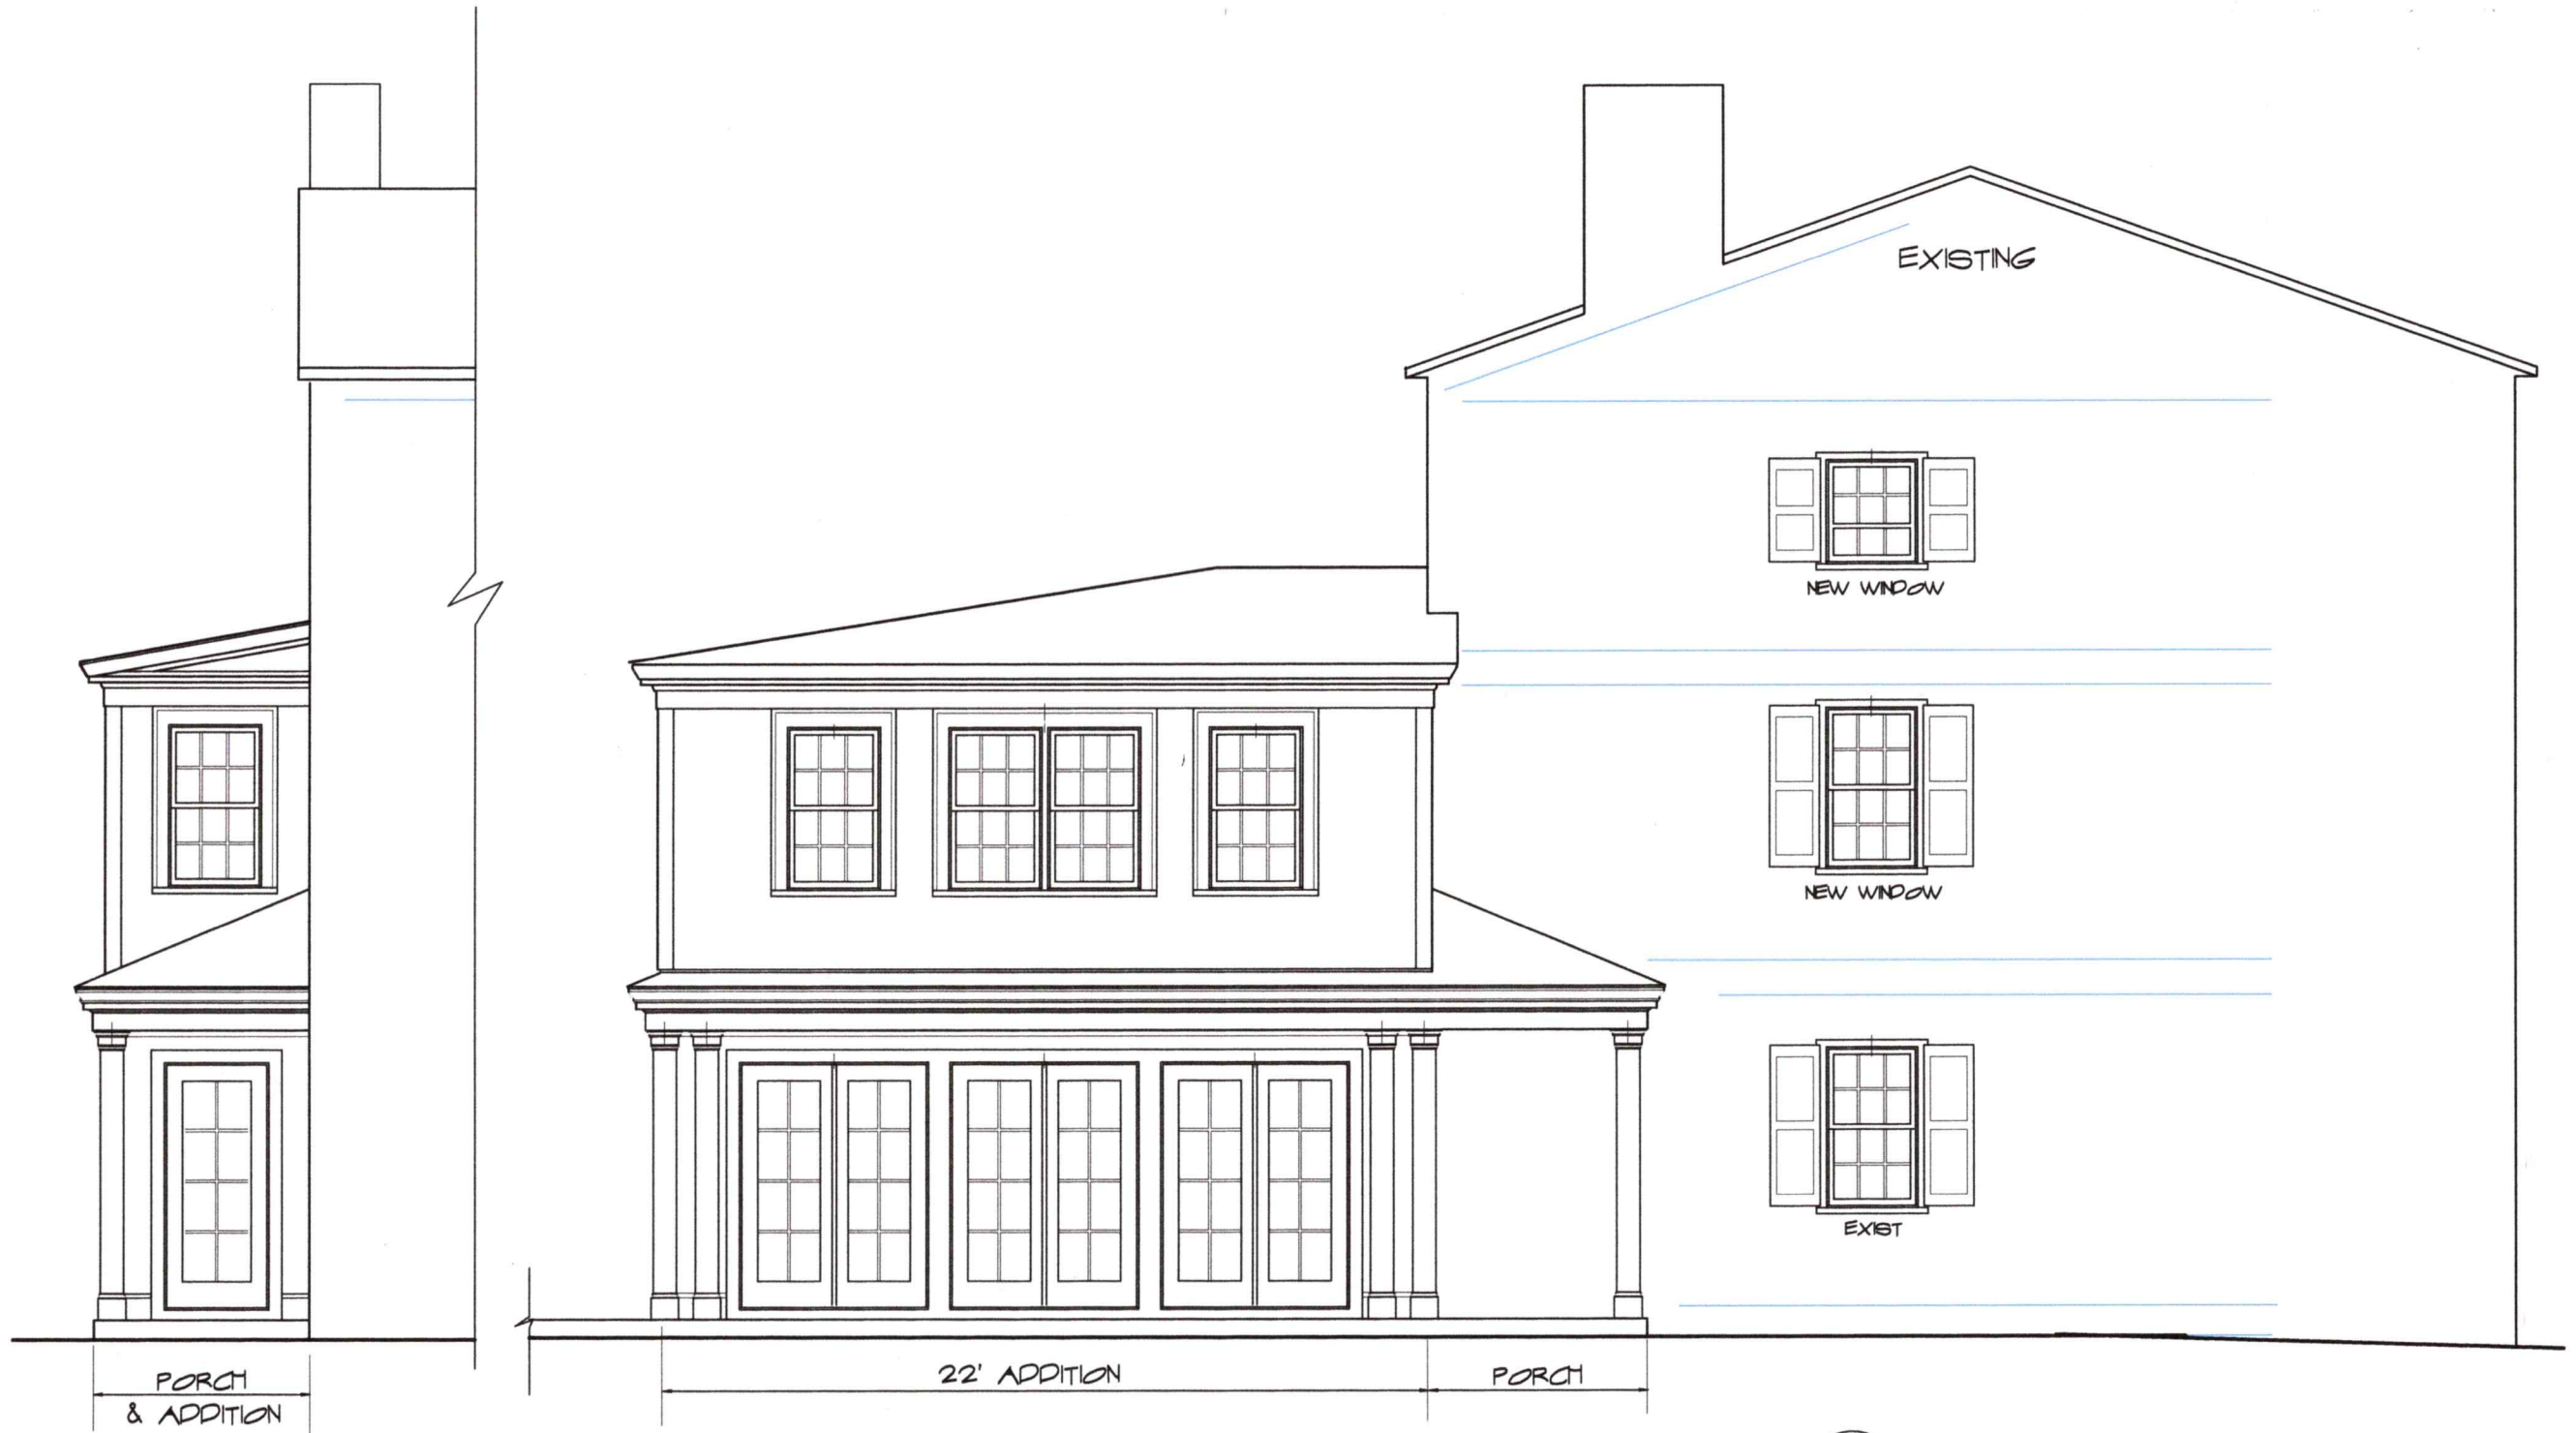 EXISTING
NEW WINDOW
NEW WINDOW
EXIST
PORCH
& ADDITION
22' ADDITION
PORCH